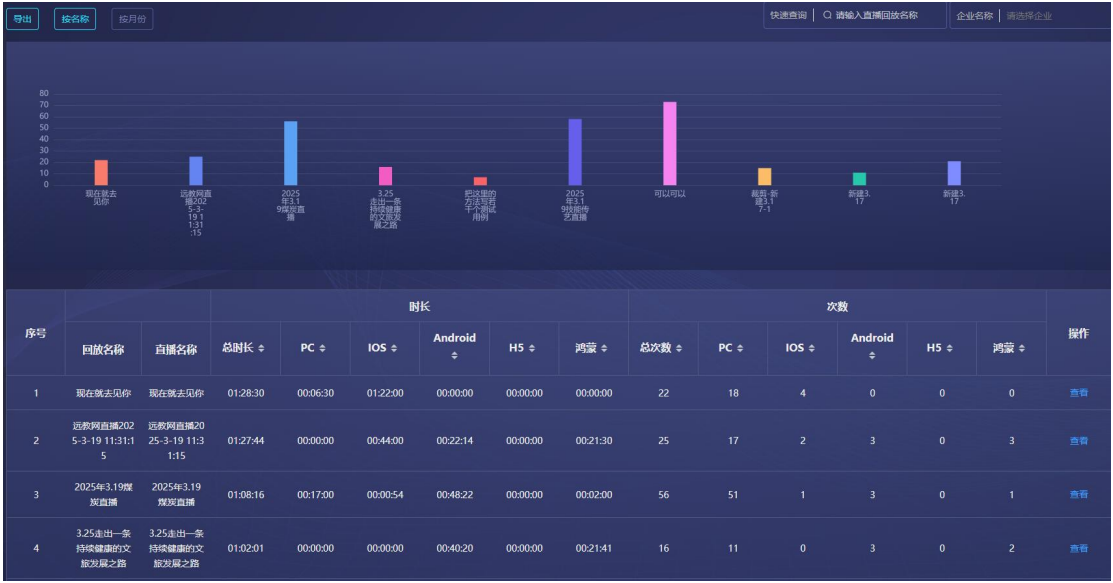 导出 按名称 按月份 快速查询 请输入直播回放名称 企业名称 请选择企业
80
70
60
50
40
30
20
10
0
现在就去
见你
远教网直
播202
5-3-
19 1
1:31
:15
2025
年3.1
9煤炭直
播
3.25
走出一条
持续健康
的文旅发
展之路
把这里的
方法写若
干个测试
用例
2025
年3.1
9技能传
艺直播
可以可以
裁剪-新
建3.1
7-1
新建3.
17
新建3.
17
序号 时长 次数 操作
回放名称 直播名称 总时长 PC IOS Android H5 鸿蒙 总次数 PC IOS Android H5 鸿蒙
1 现在就去见你 现在就去见你 01:28:30 00:06:30 01:22:00 00:00:00 00:00:00 00:00:00 22 18 4 0 0 0 查看
远教网直播202 远教网直播20
2 5-3-19 11:31:1 25-3-19 11:3 01:27:44 00:00:00 00:44:00 00:22:14 00:00:00 00:21:30 25 17 2 3 0 3 查看
5 1:15
2025年3.19煤 2025年3.19
3 炭直播 煤炭直播 01:08:16 00:17:00 00:00:54 00:48:22 00:00:00 00:02:00 56 51 1 3 0 1 查看
3.25走出一条 3.25走出一条
4 持续健康的文 持续健康的文 01:02:01 00:00:00 00:00:00 00:40:20 00:00:00 00:21:41 16 11 0 3 0 2 查看
旅发展之路 旅发展之路